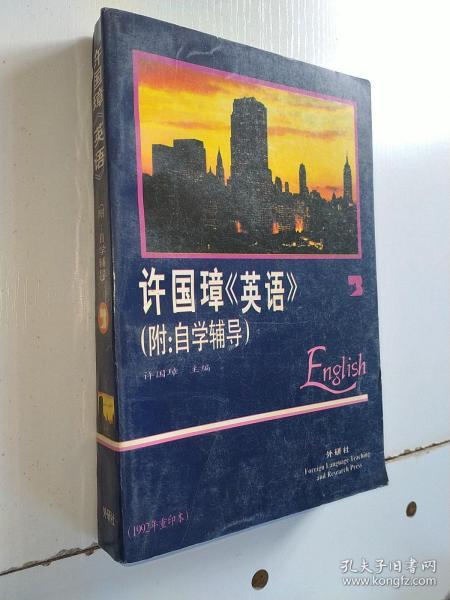 许国璋《英语》
(附:自学辅导)
3
外研社
许国璋《英语》
3
(附:自学辅导)
许国璋 主编
English
外研社
Foreign Language Teaching
and Research Press
(1992年重印本)
孔夫子旧书网
www.kongfz.com